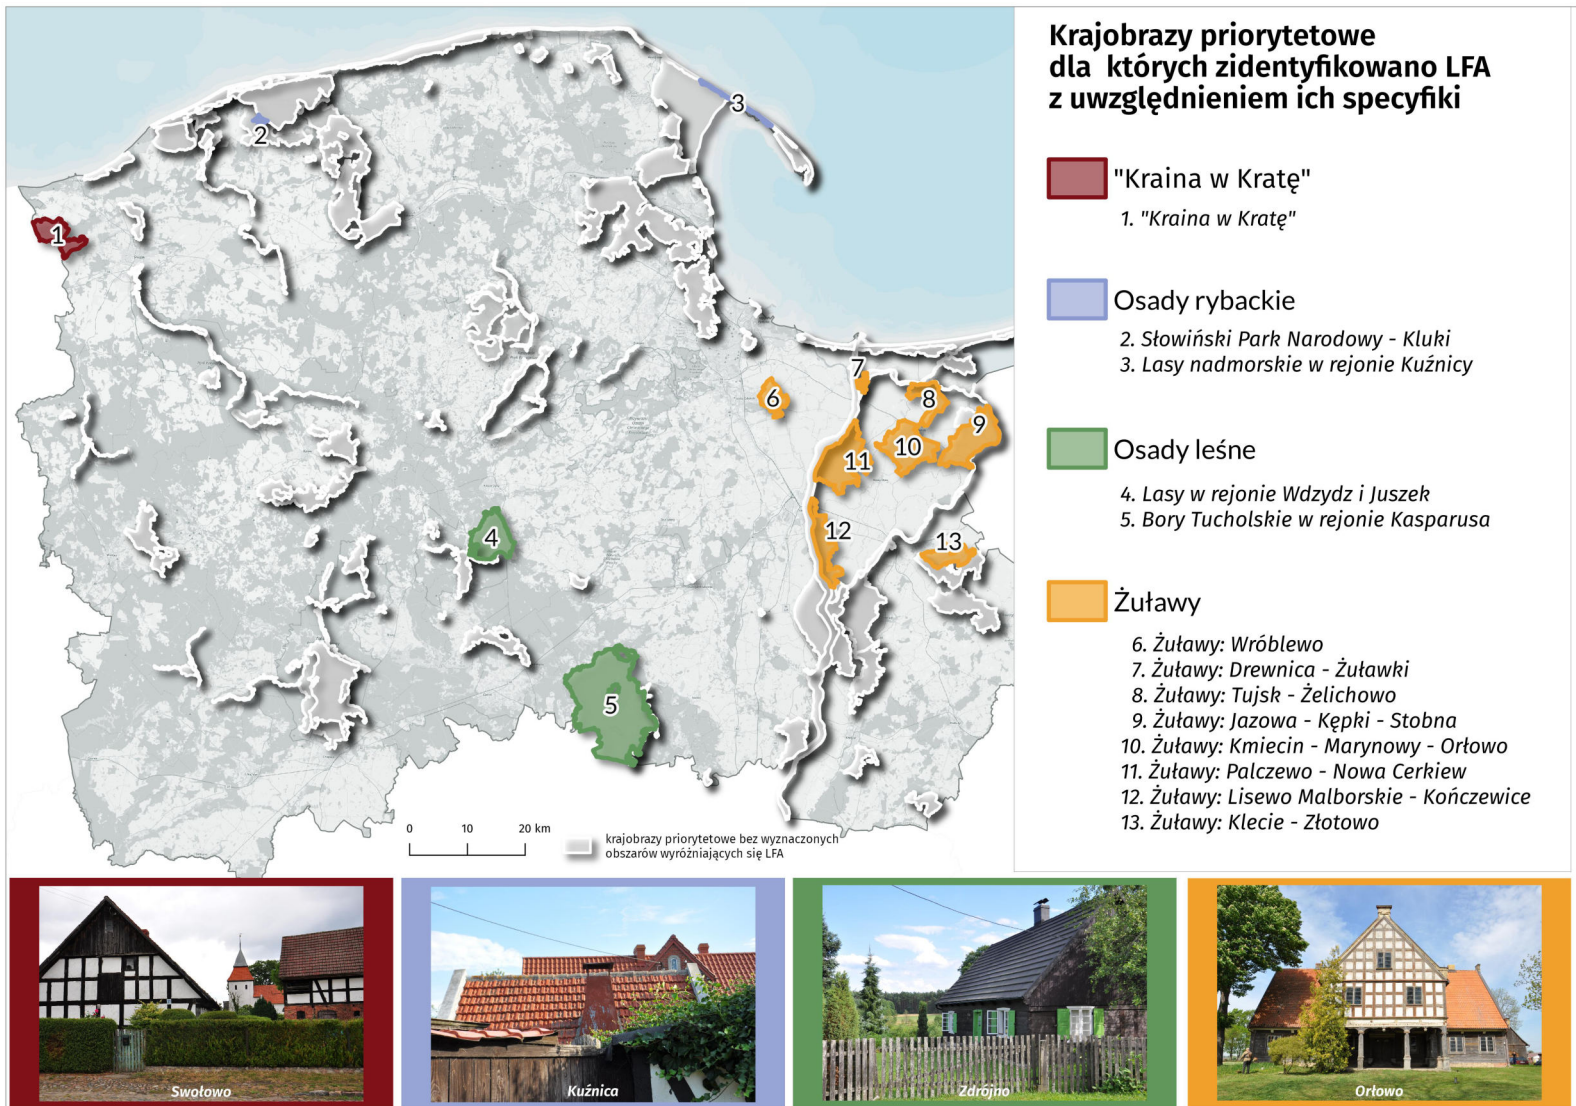 Krajobrazy priorytetowe
dla których zidentyfikowano LFA
z uwzględnieniem ich specyfiki
"Kraina w Kratę"
1. "Kraina w Kratę"
Osady rybackie
2. Słowiński Park Narodowy - Kluki
3. Lasy nadmorskie w rejonie Kuźnicy
Osady leśne
4. Lasy w rejonie Wdzydz i Juszek
5. Bory Tucholskie w rejonie Kasparusa
Żuławy
6. Żuławy: Wróblewo
7. Żuławy: Drewnica - Żuławki
8. Żuławy: Tujsk - Żelichowo
9. Żuławy: Jazowa - Kępki - Stobna
10. Żuławy: Kmiecin - Marynowy - Orłowo
11. Żuławy: Palczewo - Nowa Cerkiew
12. Żuławy: Lisewo Malborskie - Kończewice
13. Żuławy: Klecie - Złotowo
1
2
3
4
5
6
7
8
9
10
11
12
13
0 10 20 km
krajobrazy priorytetowe bez wyznaczonych
obszarów wyróżniających się LFA
Swołowo
Kuźnica
Zdrójno
Orłowo